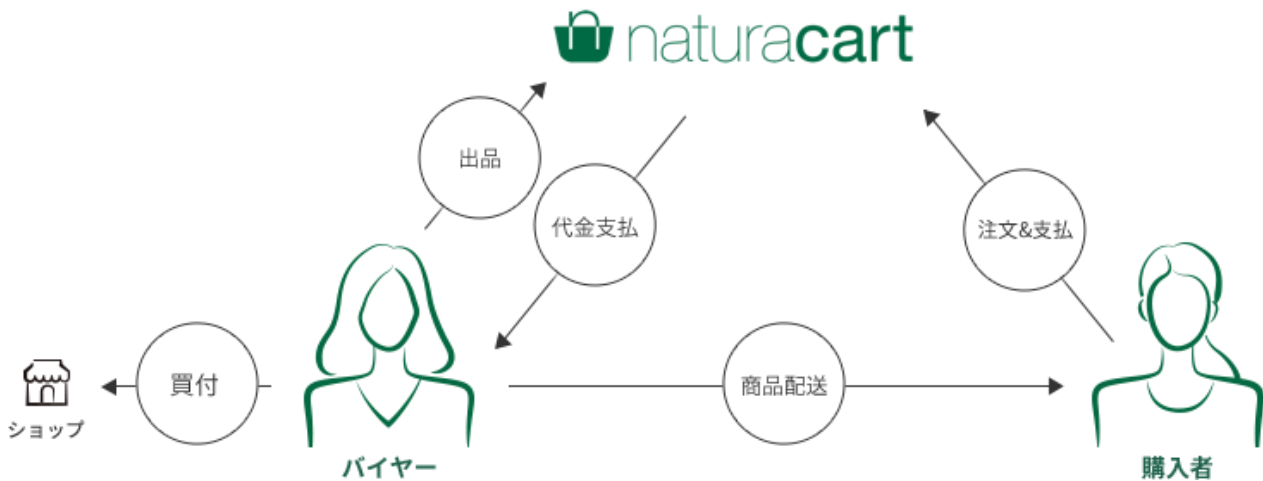 naturacart
出品
代金支払
注文&支払
買付
商品配送
ショップ
バイヤー
購入者